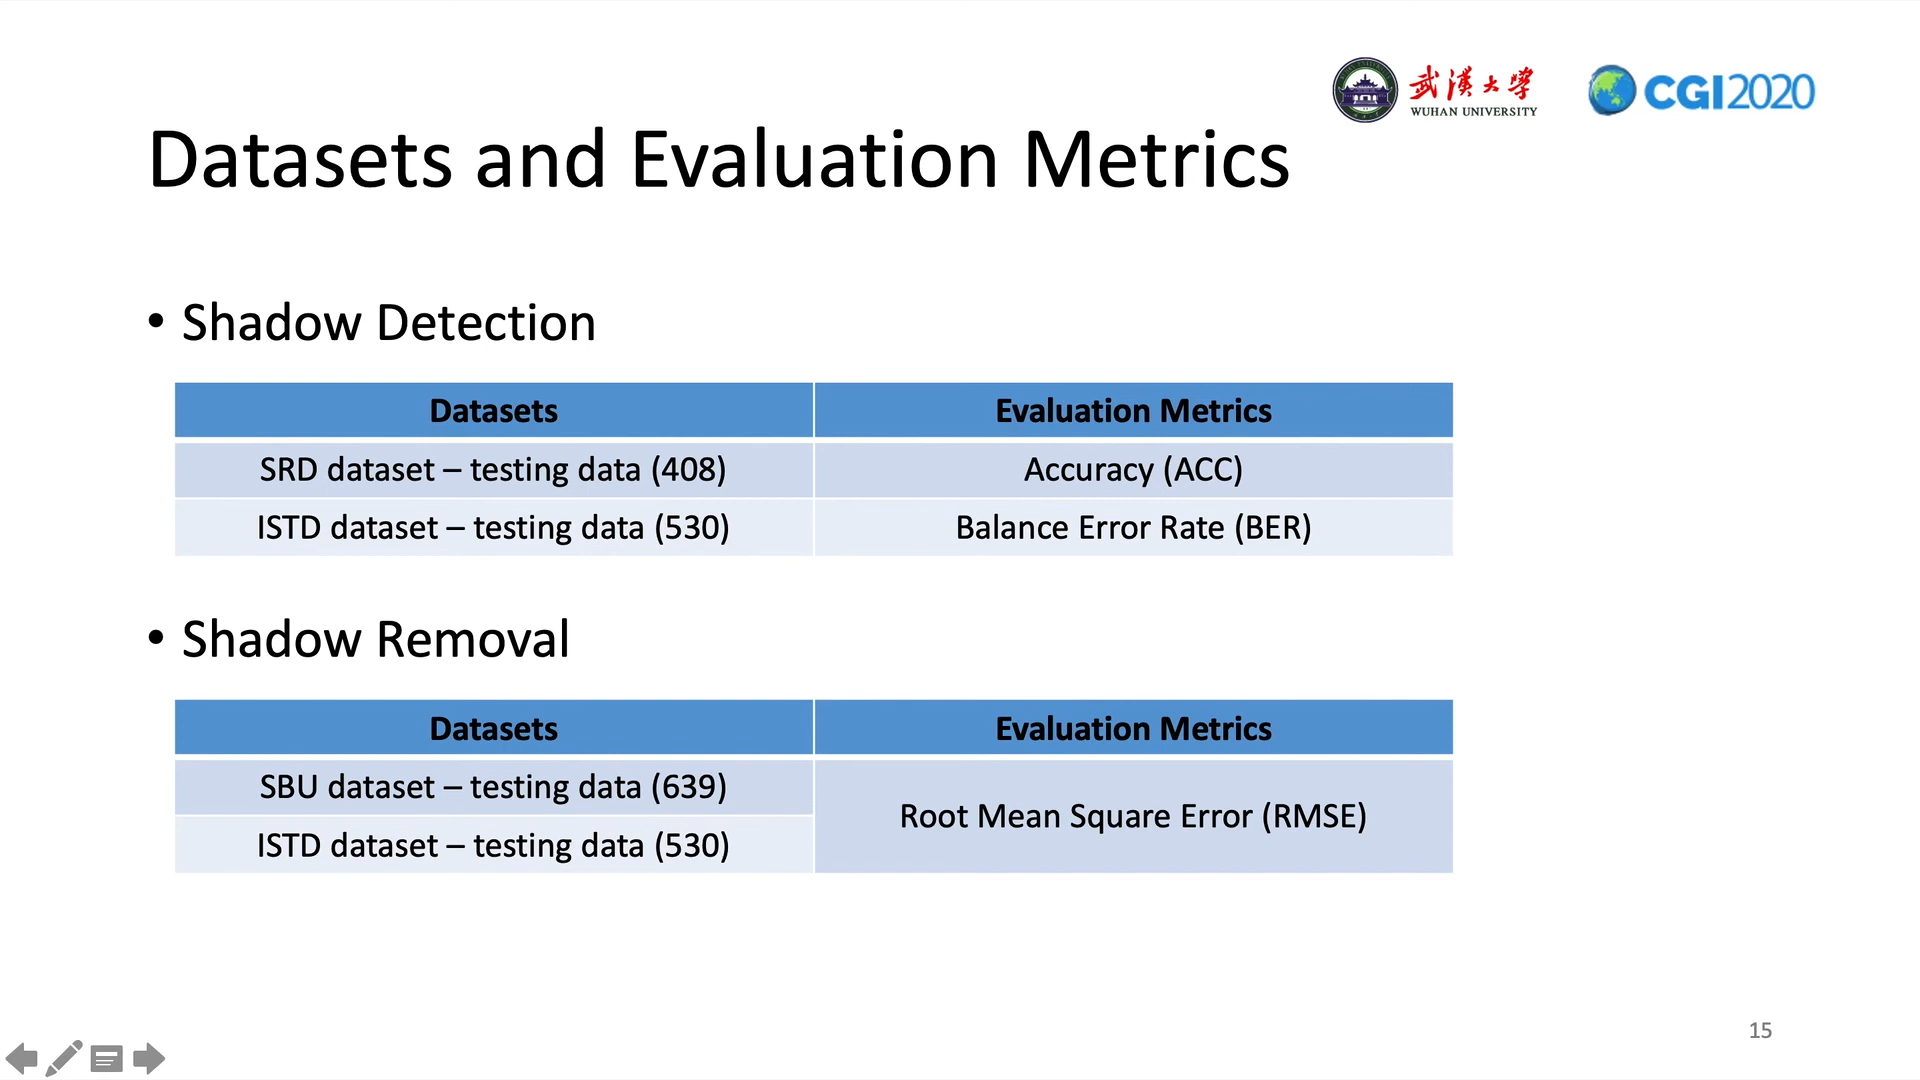 武漢大学
WUHAN UNIVERSITY
CGI2020
Datasets and Evaluation Metrics
• Shadow Detection
Datasets Evaluation Metrics
SRD dataset – testing data (408) Accuracy (ACC)
ISTD dataset – testing data (530) Balance Error Rate (BER)
• Shadow Removal
Datasets Evaluation Metrics
SBU dataset – testing data (639)
Root Mean Square Error (RMSE)
ISTD dataset – testing data (530)
15